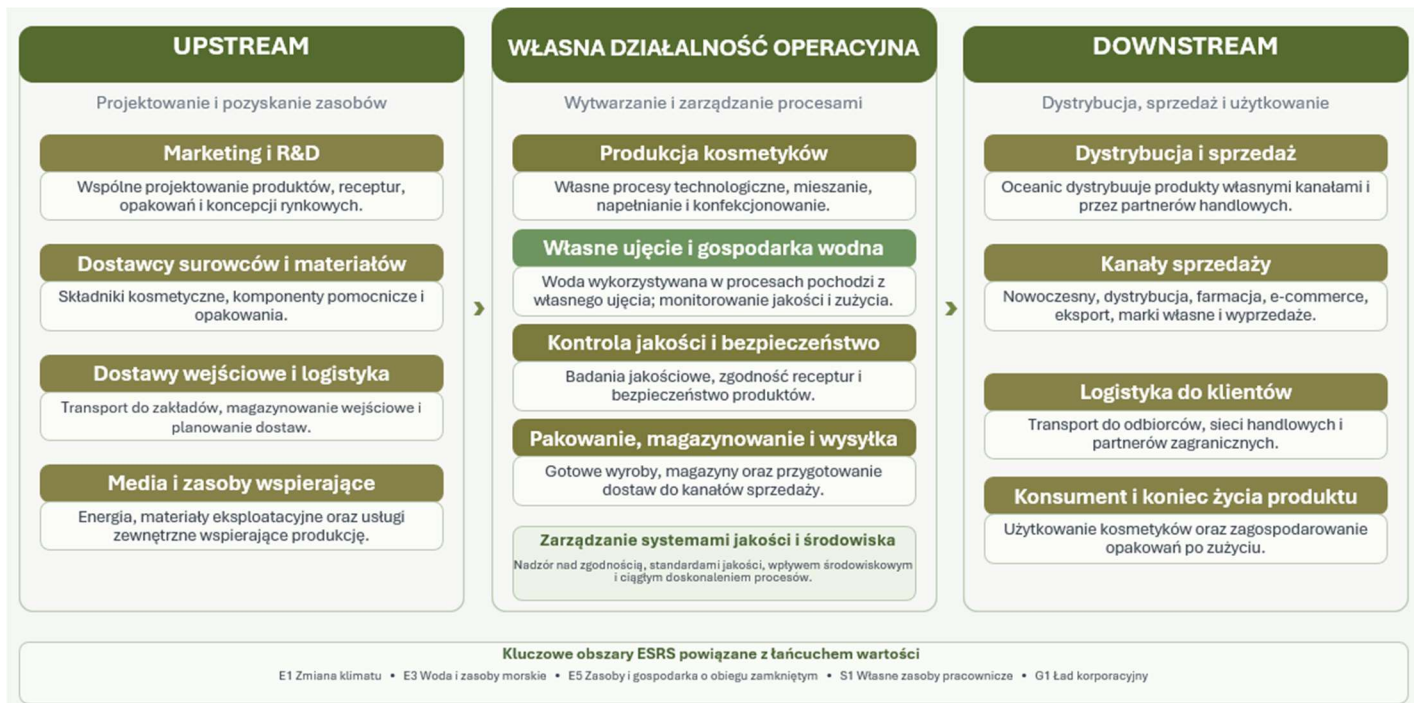 UPSTREAM
Projektowanie i pozyskanie zasobów
Marketing i R&D
Wspólne projektowanie produktów, receptur,
opakowań i koncepcji rynkowych.
Dostawcy surowców i materiałów
Składniki kosmetyczne, komponenty pomocnicze i
opakowania.
Dostawy wejściowe i logistyka
Transport do zakładów, magazynowanie wejściowe i
planowanie dostaw.
Media i zasoby wspierające
Energia, materiały eksploatacyjne oraz usługi
zewnętrzne wspierające produkcję.
›
WŁASNA DZIAŁALNOŚĆ OPERACYJNA
Wytwarzanie i zarządzanie procesami
Produkcja kosmetyków
Własne procesy technologiczne, mieszanie,
napełnianie i konfekcjonowanie.
Własne ujęcie i gospodarka wodna
Woda wykorzystywana w procesach pochodzi z
własnego ujęcia; monitorowanie jakości i zużycia.
Kontrola jakości i bezpieczeństwo
Badania jakościowe, zgodność receptur i
bezpieczeństwo produktów.
Pakowanie, magazynowanie i wysyłka
Gotowe wyroby, magazyny oraz przygotowanie
dostaw do kanałów sprzedaży.
Zarządzanie systemami jakości i środowiska
Nadzór nad zgodnością, standardami jakości, wpływem środowiskowym
i ciągłym doskonaleniem procesów.
›
DOWNSTREAM
Dystrybucja, sprzedaż i użytkowanie
Dystrybucja i sprzedaż
Oceanic dystrybuuje produkty własnymi kanałami i
przez partnerów handlowych.
Kanały sprzedaży
Nowoczesny, dystrybucja, farmacja, e-commerce,
eksport, marki własne i wyprzedaże.
Logistyka do klientów
Transport do odbiorców, sieci handlowych i
partnerów zagranicznych.
Konsument i koniec życia produktu
Użytkowanie kosmetyków oraz zagospodarowanie
opakowań po zużyciu.
Kluczowe obszary ESRS powiązane z łańcuchem wartości
E1 Zmiana klimatu • E3 Woda i zasoby morskie • E5 Zasoby i gospodarka o obiegu zamkniętym • S1 Własne zasoby pracownicze • G1 Ład korporacyjny